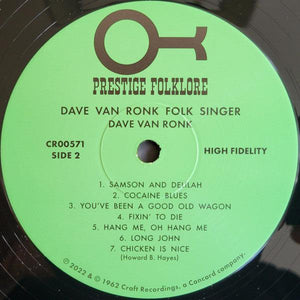 PRESTIGE FOLKLORE
DAVE VAN RONK FOLK SINGER
DAVE VAN RONK
CR00571
SIDE 2
HIGH FIDELITY
1. SAMSON AND DELILAH
2. COCAINE BLUES
3. YOU'VE BEEN A GOOD OLD WAGON
4. FIXIN' TO DIE
5. HANG ME, OH HANG ME
6. LONG JOHN
7. CHICKEN IS NICE
(Howard B. Hayes)
℗2022 & © 1962 Craft Recordings, a Concord company.